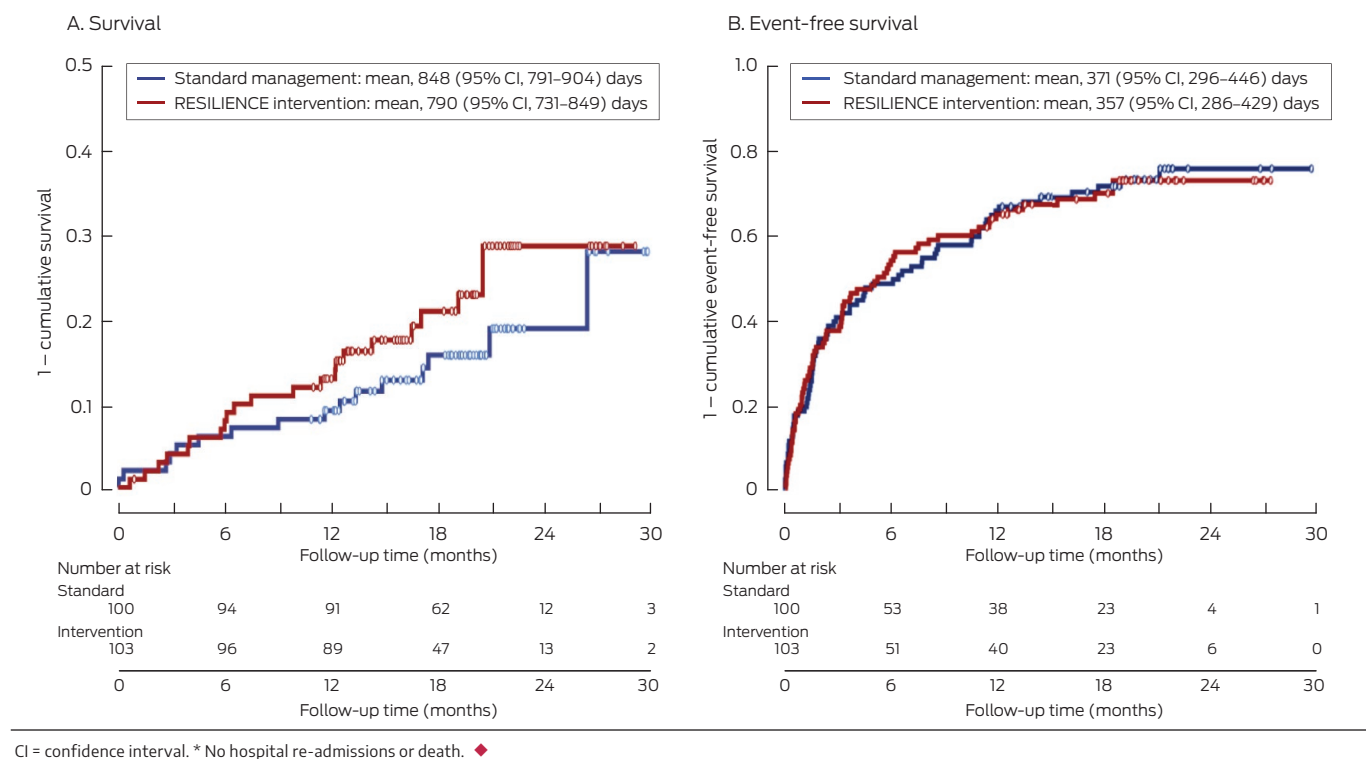 A. Survival
0.5
0.4
0.3
0.2
0.1
0
1 – cumulative survival
Standard management: mean, 848 (95% CI, 791–904) days
RESILIENCE intervention: mean, 790 (95% CI, 731–849) days
0 6 12 18 24 30
Follow-up time (months)
Number at risk
Standard
100 94 91 62 12 3
Intervention
103 96 89 47 13 2
0 6 12 18 24 30
Follow-up time (months)
B. Event-free survival
1.0
0.8
0.6
0.4
0.2
0
1 – cumulative event-free survival
Standard management: mean, 371 (95% CI, 296–446) days
RESILIENCE intervention: mean, 357 (95% CI, 286–429) days
0 6 12 18 24 30
Follow-up time (months)
Number at risk
Standard
100 53 38 23 4 1
Intervention
103 51 40 23 6 0
0 6 12 18 24 30
Follow-up time (months)
CI = confidence interval. * No hospital re-admissions or death. ◆